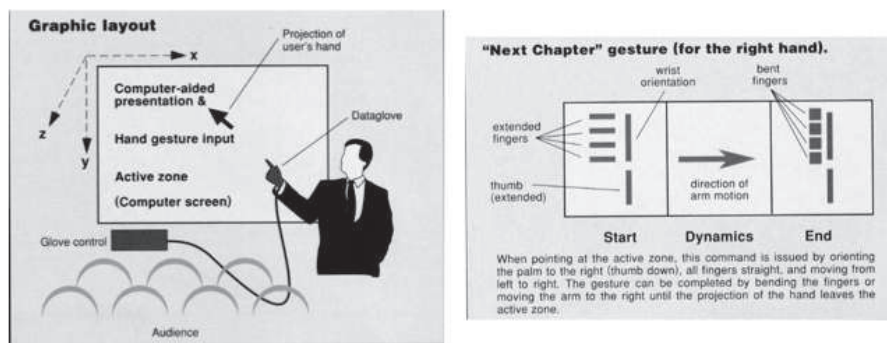 Graphic layout
x
Projection of
user's hand
Computer-aided
presentation &
z
Dataglove
Hand gesture input
y
Active zone
(Computer screen)
Glove control
Audience
"Next Chapter" gesture (for the right hand).
wrist
orientation
bent
fingers
extended
fingers
thumb
(extended)
direction of
arm motion
Start Dynamics End
When pointing at the active zone, this command is issued by orienting
the palm to the right (thumb down), all fingers straight, and moving from
left to right. The gesture can be completed by bending the fingers or
moving the arm to the right until the projection of the hand leaves the
active zone.